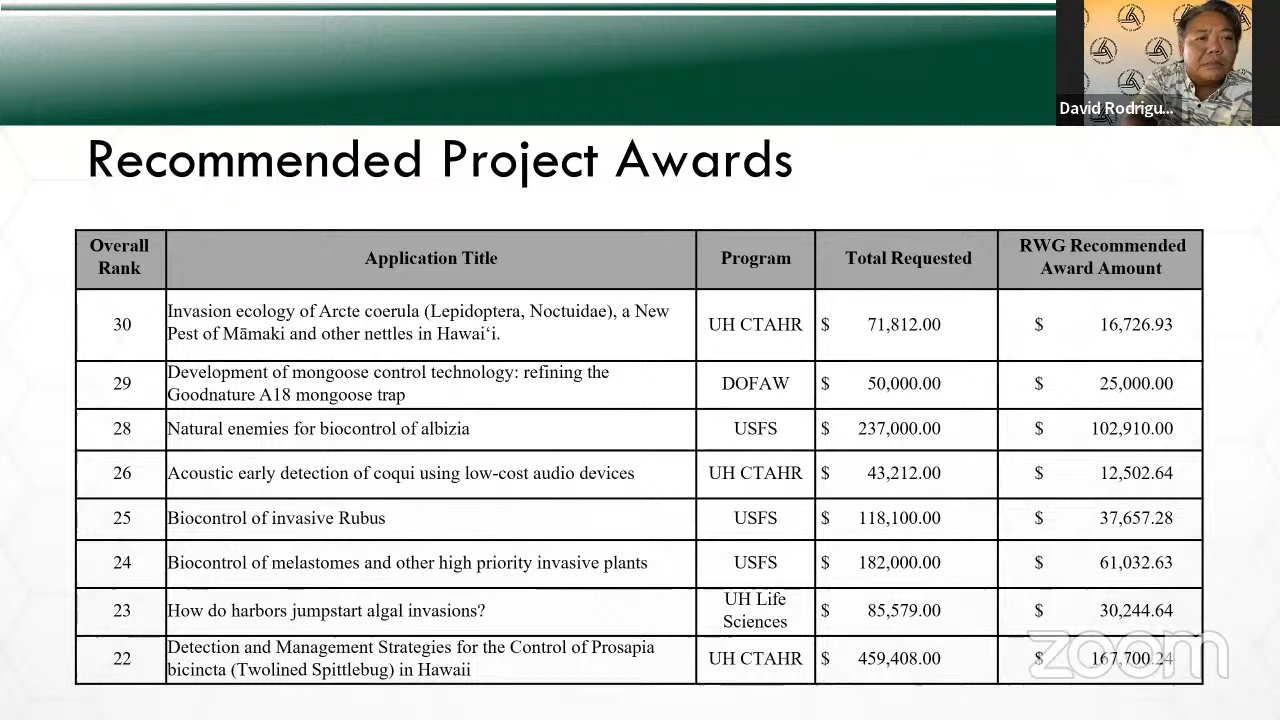 David Rodrigu...
Recommended Project Awards
Overall Rank Application Title Program Total Requested RWG Recommended Award Amount
30 Invasion ecology of Arcte coerula (Lepidoptera, Noctuidae), a New Pest of Māmaki and other nettles in Hawaiʻi. UH CTAHR $ 71,812.00 $ 16,726.93
29 Development of mongoose control technology: refining the Goodnature A18 mongoose trap DOFAW $ 50,000.00 $ 25,000.00
28 Natural enemies for biocontrol of albizia USFS $ 237,000.00 $ 102,910.00
26 Acoustic early detection of coqui using low-cost audio devices UH CTAHR $ 43,212.00 $ 12,502.64
25 Biocontrol of invasive Rubus USFS $ 118,100.00 $ 37,657.28
24 Biocontrol of melastomes and other high priority invasive plants USFS $ 182,000.00 $ 61,032.63
23 How do harbors jumpstart algal invasions? UH Life Sciences $ 85,579.00 $ 30,244.64
22 Detection and Management Strategies for the Control of Prosapia bicincta (Twolined Spittlebug) in Hawaii UH CTAHR $ 459,408.00 $ 167,700.24
zoom